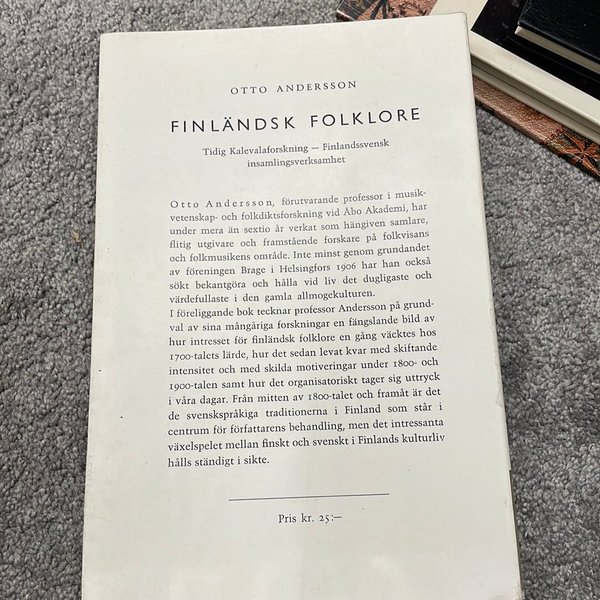 OTTO ANDERSSON
FINLÄNDSK FOLKLORE
Tidig Kalevalaforskning — Finlandssvensk
insamlingsverksamhet
Otto Andersson, förutvarande professor i musik-
vetenskap- och folkdiktsforskning vid Åbo Akademi, har
under mera än sextio år verkat som hängiven samlare,
flitig utgivare och framstående forskare på folkvisans
och folkmusikens område. Inte minst genom grundandet
av föreningen Brage i Helsingfors 1906 har han också
sökt bekantgöra och hålla vid liv det dugligaste och
värdefullaste i den gamla allmogekulturen.
I föreliggande bok tecknar professor Andersson på grund-
val av sina mångåriga forskningar en fängslande bild av
hur intresset för finländsk folklore en gång väcktes hos
1700-talets lärde, hur det sedan levat kvar med skiftande
intensitet och med skilda motiveringar under 1800- och
1900-talen samt hur det organisatoriskt tager sig uttryck
i våra dagar. Från mitten av 1800-talet och framåt är det
de svenskspråkiga traditionerna i Finland som står i
centrum för författarens behandling, men det intressanta
växelspelet mellan finskt och svenskt i Finlands kulturliv
hålls ständigt i sikte.
Pris kr. 25:—